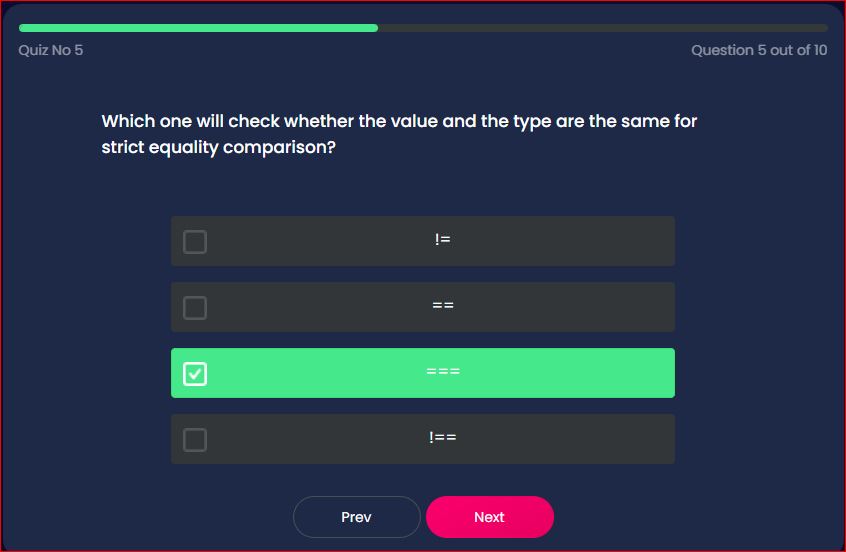 Quiz No 5
Question 5 out of 10
Which one will check whether the value and the type are the same for
strict equality comparison?
!=
==
===
!==
Prev
Next